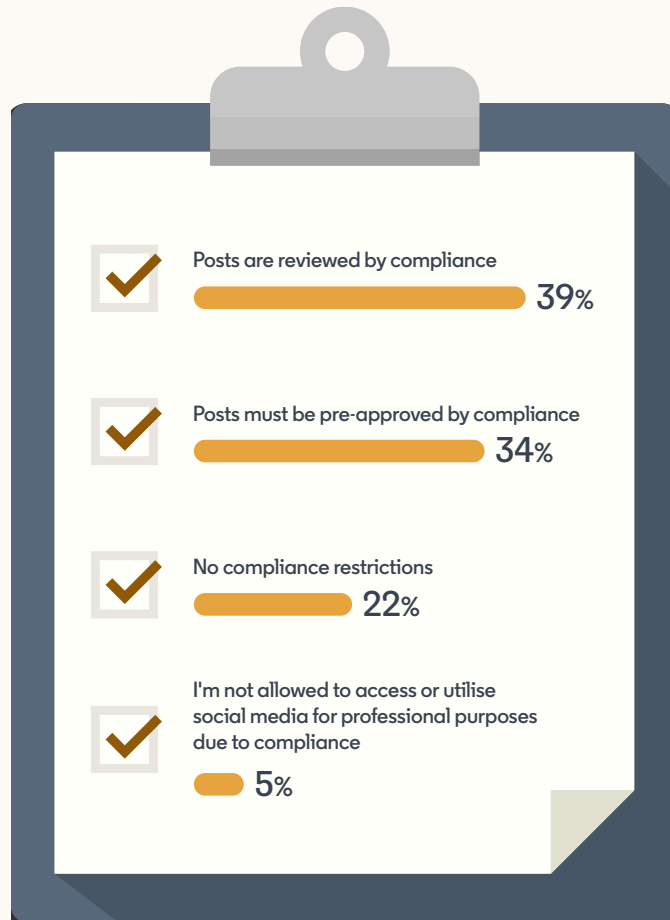 Posts are reviewed by compliance
39%
Posts must be pre-approved by compliance
34%
No compliance restrictions
22%
I'm not allowed to access or utilise
social media for professional purposes
due to compliance
5%